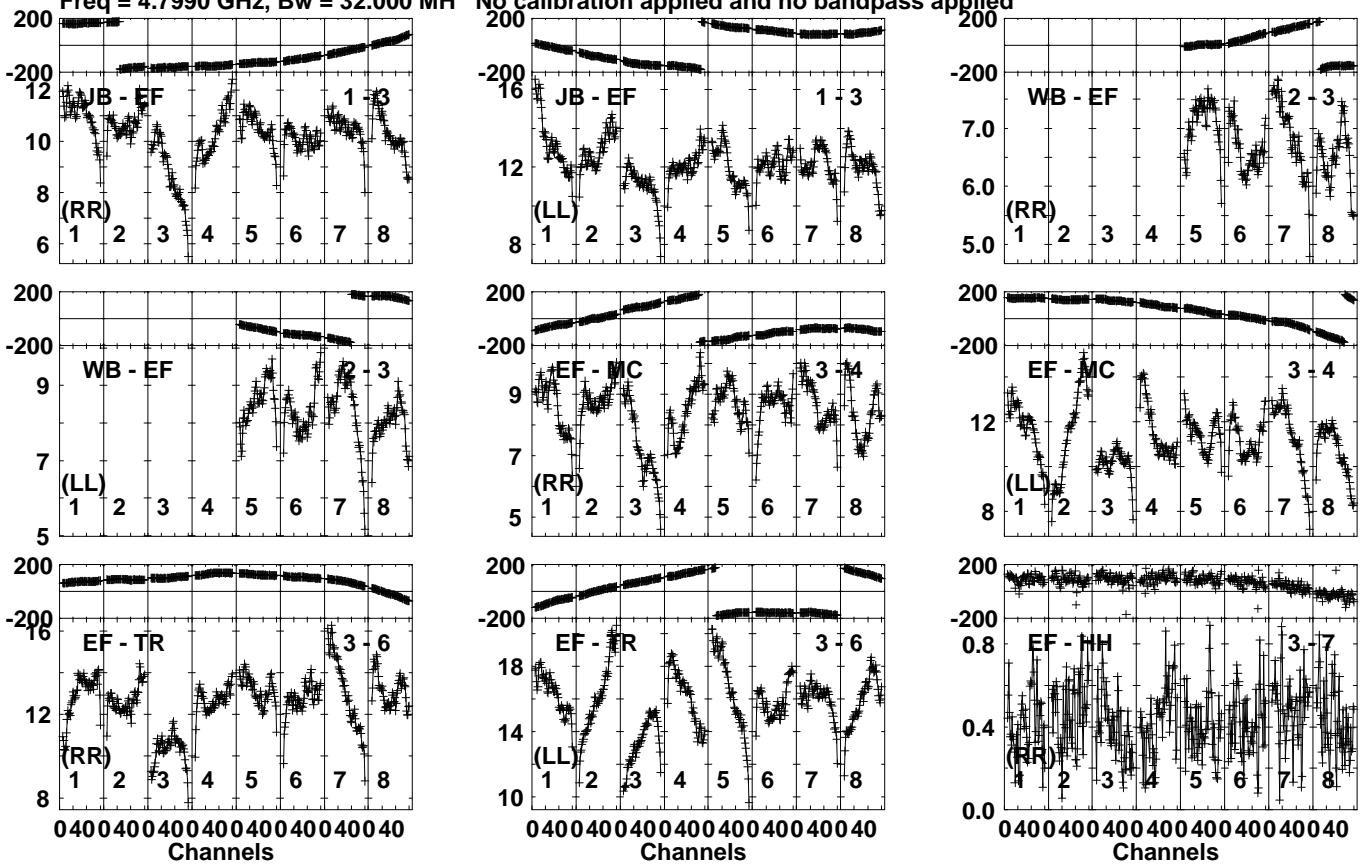 Freq = 4.7990 GHz, Bw = 32.000 MH No calibration applied and no bandpass applied
200
-200
12
10
8
6
JB - EF 1 - 3
(RR)
1 2 3 4 5 6 7 8
16
12
8
JB - EF 1 - 3
(LL)
1 2 3 4 5 6 7 8
200
-200
7.0
6.0
5.0
WB - EF 2 - 3
(RR)
1 2 3 4 5 6 7 8
200
-200
9
7
5
WB - EF 2 - 3
(LL)
1 2 3 4 5 6 7 8
200
-200
9
7
5
EF - MC 3 - 4
(RR)
1 2 3 4 5 6 7 8
200
-200
12
8
EF - MC 3 - 4
(LL)
1 2 3 4 5 6 7 8
200
-200
16
12
8
EF - TR 3 - 6
(RR)
1 2 3 4 5 6 7 8
0 40 0 40 0 40 0 40 0 40 0 40 0 40 0 40
Channels
200
-200
18
14
10
EF - TR 3 - 6
(LL)
1 2 3 4 5 6 7 8
0 40 0 40 0 40 0 40 0 40 0 40 0 40 0 40
Channels
200
-200
0.8
0.4
0.0
EF - HH 3 - 7
(RR)
1 2 3 4 5 6 7 8
0 40 0 40 0 40 0 40 0 40 0 40 0 40 0 40
Channels